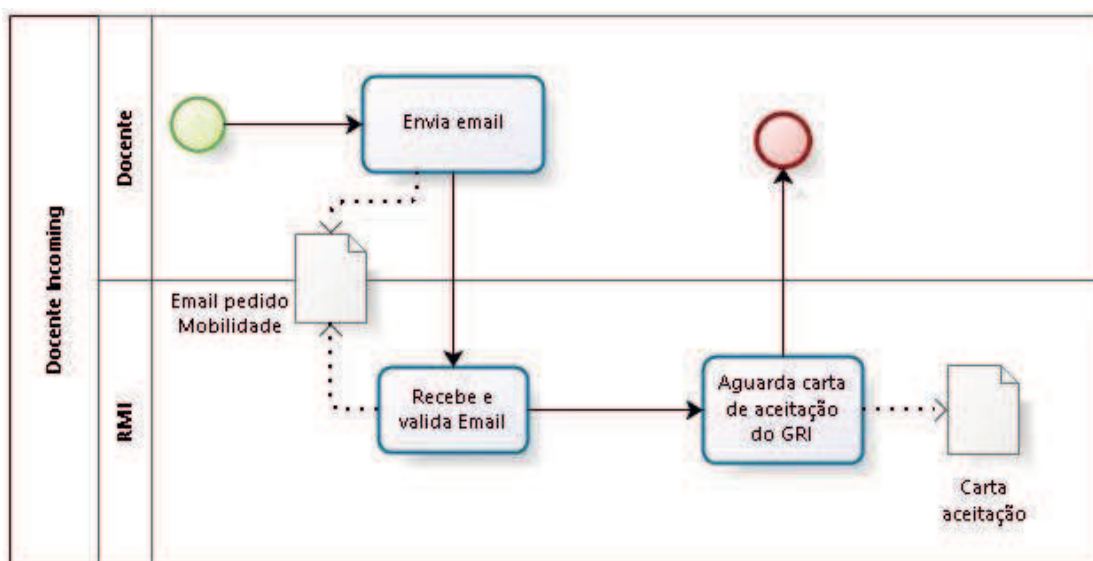 Docente Incoming
Docente
Envia email
Email pedido
Mobilidade
RMI
Recebe e
valida Email
Aguarda carta
de aceitação
do GRI
Carta
aceitação